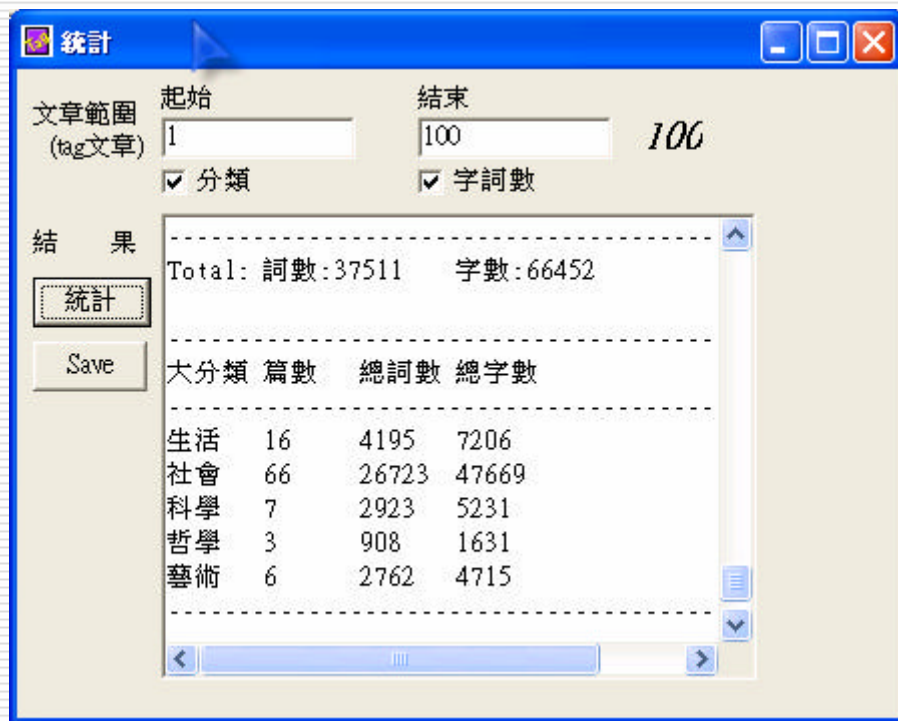 統計
起始 結束
文章範圍 1 100 100
(tag文章)
分類 字詞數
結 果
Total: 詞數:37511 字數:66452
統計
Save
大分類 篇數 總詞數 總字數
生活 16 4195 7206
社會 66 26723 47669
科學 7 2923 5231
哲學 3 908 1631
藝術 6 2762 4715